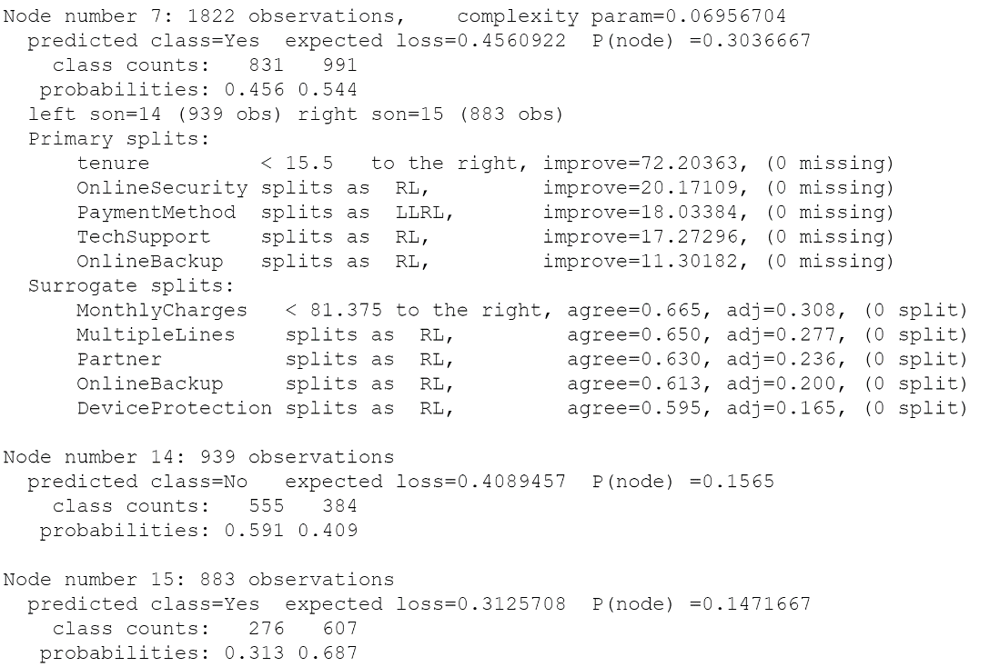 Node number 7: 1822 observations,    complexity param=0.06956704
  predicted class=Yes  expected loss=0.4560922  P(node) =0.3036667
    class counts:   831   991
   probabilities: 0.456 0.544
  left son=14 (939 obs) right son=15 (883 obs)
  Primary splits:
      tenure         < 15.5   to the right, improve=72.20363, (0 missing)
      OnlineSecurity splits as  RL,         improve=20.17109, (0 missing)
      PaymentMethod  splits as  LLRL,       improve=18.03384, (0 missing)
      TechSupport    splits as  RL,         improve=17.27296, (0 missing)
      OnlineBackup   splits as  RL,         improve=11.30182, (0 missing)
  Surrogate splits:
      MonthlyCharges   < 81.375 to the right, agree=0.665, adj=0.308, (0 split)
      MultipleLines    splits as  RL,         agree=0.650, adj=0.277, (0 split)
      Partner          splits as  RL,         agree=0.630, adj=0.236, (0 split)
      OnlineBackup     splits as  RL,         agree=0.613, adj=0.200, (0 split)
      DeviceProtection splits as  RL,         agree=0.595, adj=0.165, (0 split)

Node number 14: 939 observations
  predicted class=No   expected loss=0.4089457  P(node) =0.1565
    class counts:   555   384
   probabilities: 0.591 0.409

Node number 15: 883 observations
  predicted class=Yes  expected loss=0.3125708  P(node) =0.1471667
    class counts:   276   607
   probabilities: 0.313 0.687